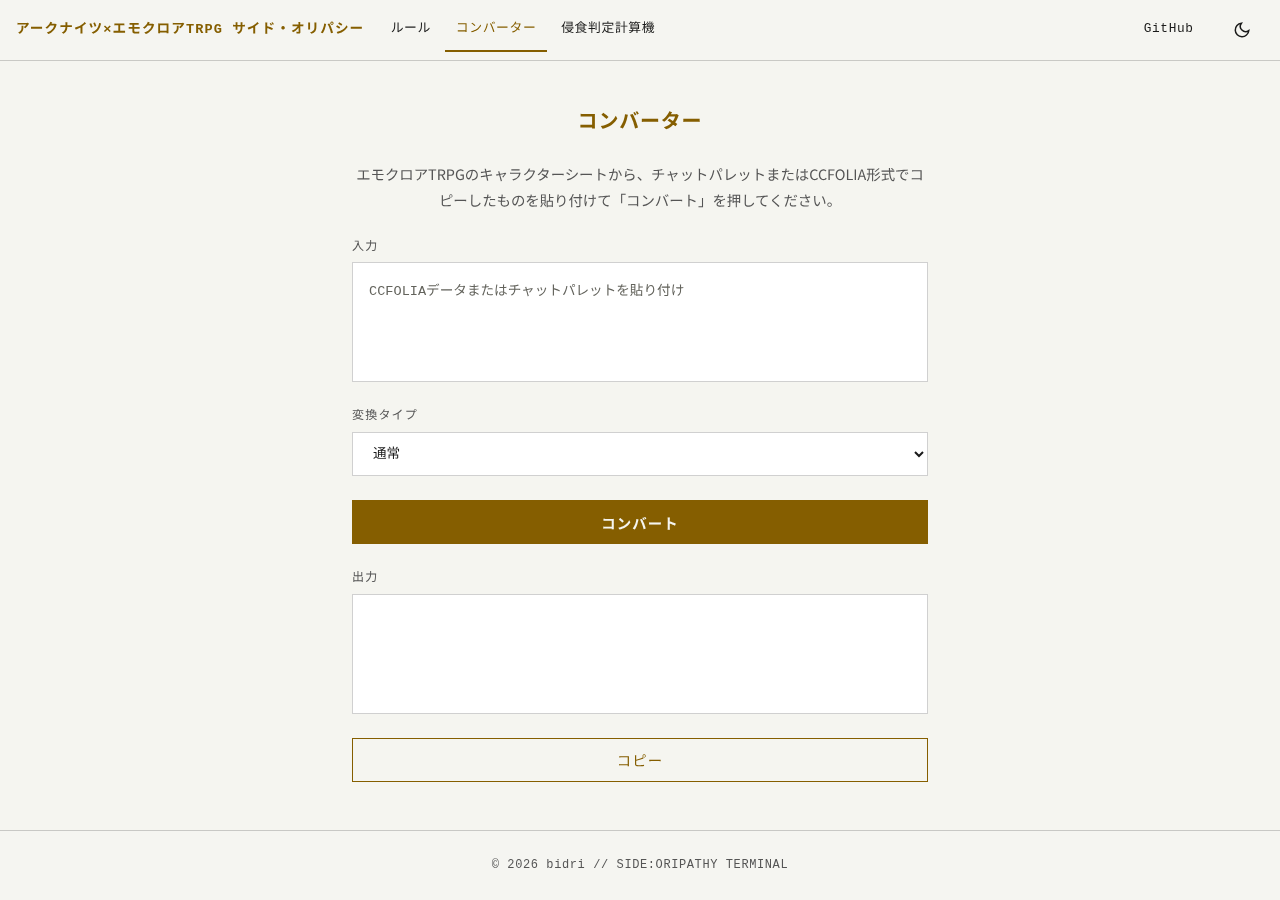 アークナイツ×エモクロアTRPG サイド・オリパシー ルール コンバーター 侵食判定計算機 GitHub
コンバーター
エモクロアTRPGのキャラクターシートから、チャットパレットまたはCCFOLIA形式でコ
ピーしたものを貼り付けて「コンバート」を押してください。
入力
CCFOLIAデータまたはチャットパレットを貼り付け
変換タイプ
通常
コンバート
出力
コピー
© 2026 bidri // SIDE:ORIPATHY TERMINAL